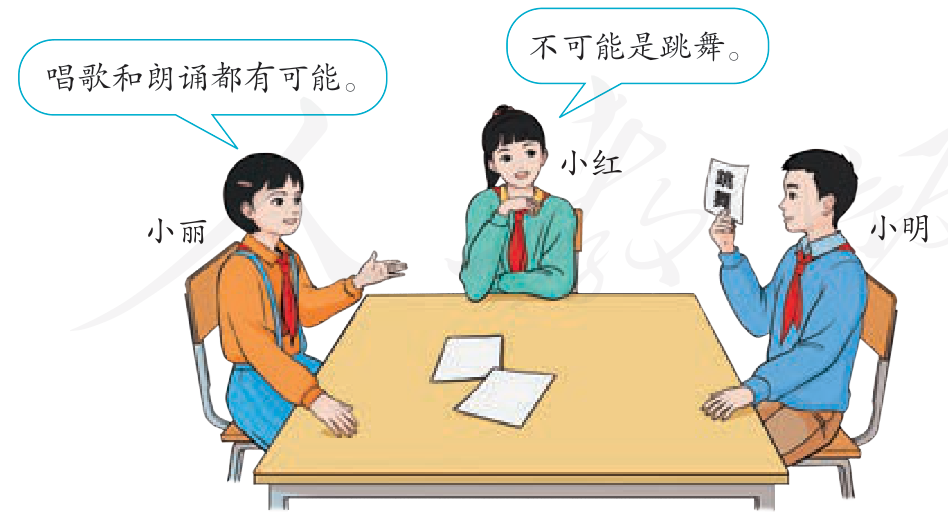 不可能是跳舞。
唱歌和朗诵都有可能。
小红
跳舞
小丽
小明